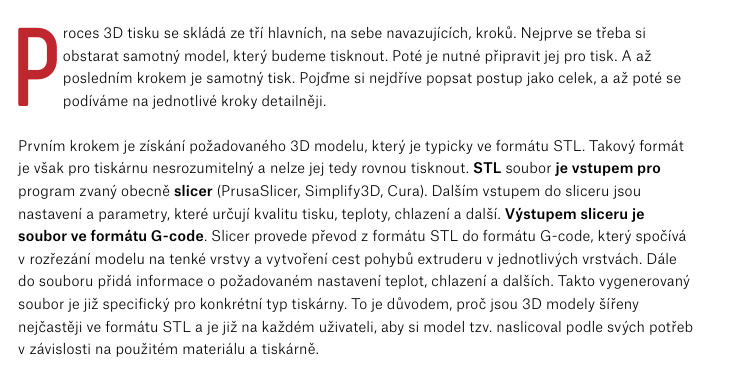 Proces 3D tisku se skládá ze tří hlavních, na sebe navazujících, kroků. Nejprve se třeba si
obstarat samotný model, který budeme tisknout. Poté je nutné připravit jej pro tisk. A až
posledním krokem je samotný tisk. Pojďme si nejdříve popsat postup jako celek, a až poté se
podíváme na jednotlivé kroky detailněji.
Prvním krokem je získání požadovaného 3D modelu, který je typicky ve formátu STL. Takový formát
je však pro tiskárnu nesrozumitelný a nelze jej tedy rovnou tisknout. STL soubor je vstupem pro
program zvaný obecně slicer (PrusaSlicer, Simplify3D, Cura). Dalším vstupem do sliceru jsou
nastavení a parametry, které určují kvalitu tisku, teploty, chlazení a další. Výstupem sliceru je
soubor ve formátu G-code. Slicer provede převod z formátu STL do formátu G-code, který spočívá
v rozřezání modelu na tenké vrstvy a vytvoření cest pohybů extruderu v jednotlivých vrstvách. Dále
do souboru přidá informace o požadovaném nastavení teplot, chlazení a dalších. Takto vygenerovaný
soubor je již specifický pro konkrétní typ tiskárny. To je důvodem, proč jsou 3D modely šířeny
nejčastěji ve formátu STL a je již na každém uživateli, aby si model tzv. naslicoval podle svých potřeb
v závislosti na použitém materiálu a tiskárně.